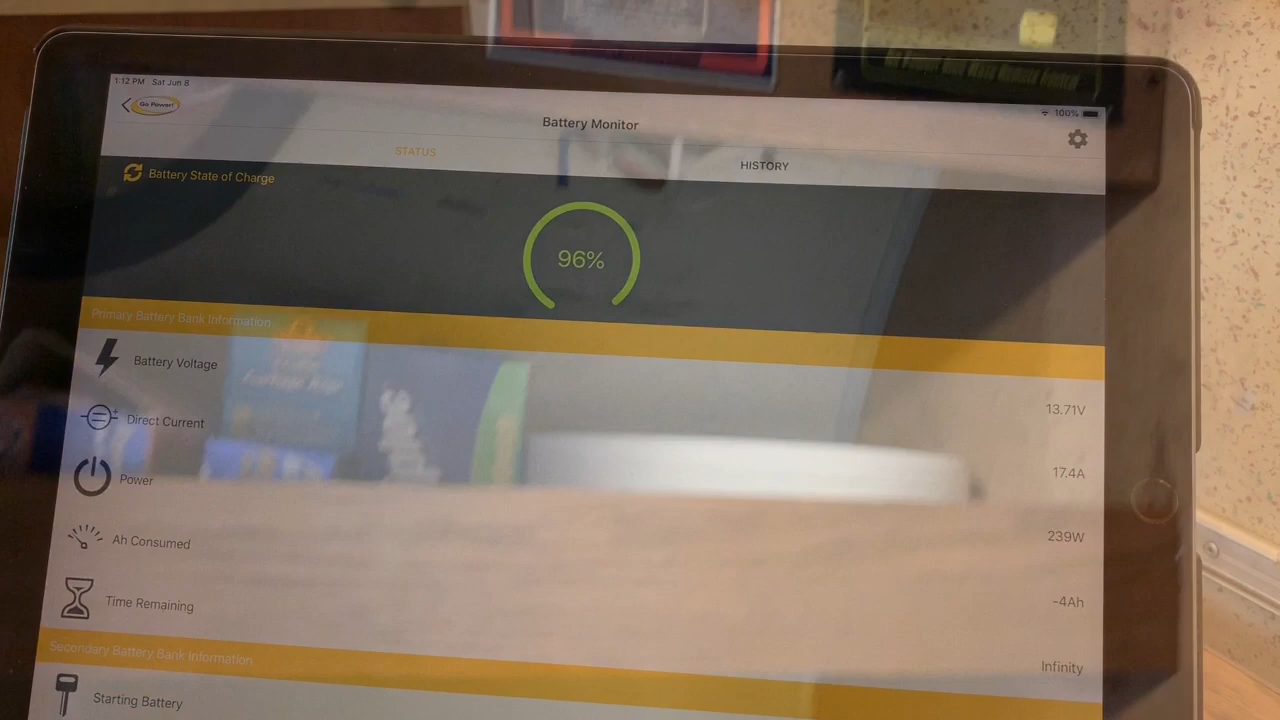 1:12 PM Sat Jun 8
100%
Go Power!
Battery Monitor
STATUS
HISTORY
Battery State of Charge
96%
Primary Battery Bank Information
Battery Voltage
13.71V
Direct Current
17.4A
Power
239W
Ah Consumed
-4Ah
Time Remaining
Infinity
Secondary Battery Bank Information
Starting Battery